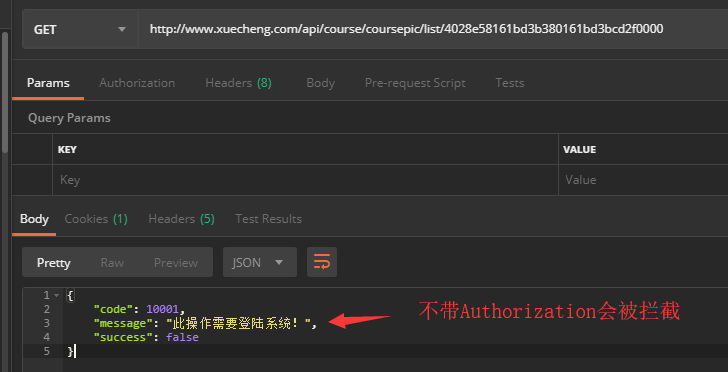 GET
http://www.xuecheng.com/api/course/coursepic/list/4028e58161bd3b380161bd3bcd2f0000
Params Authorization Headers (8) Body Pre-request Script Tests
Query Params
KEY VALUE
Key Value
Body Cookies (1) Headers (5) Test Results
Pretty Raw Preview JSON
1 {
2 "code": 10001,
3 "message": "此操作需要登陆系统！",
4 "success": false
5 }
不带Authorization会被拦截